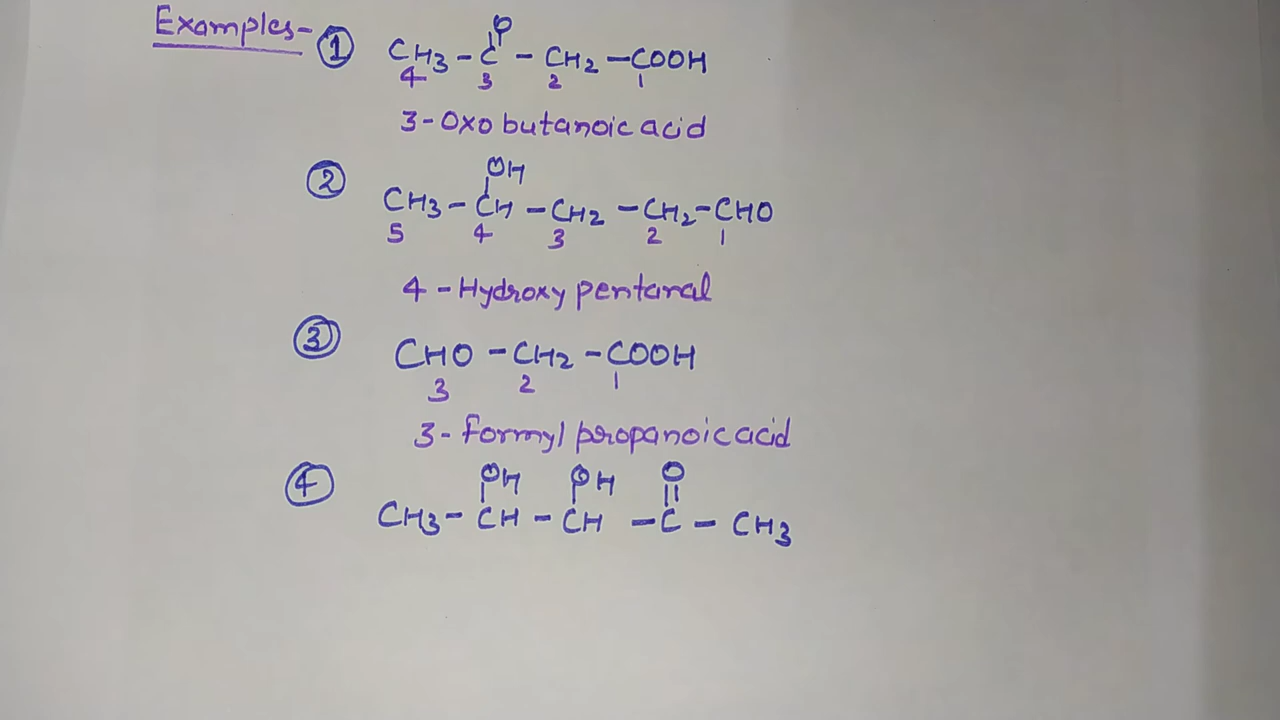 Examples- ① CH3 - C - CH2 - COOH
O
4 3 2 1
3-Oxo butanoic acid
② OH
CH3 - CH - CH2 - CH2 - CHO
5 4 3 2 1
4 - Hydroxy pentanal
③ CHO - CH2 - COOH
3 2 1
3- formyl propanoic acid
④ OH OH O
CH3 - CH - CH - C - CH3